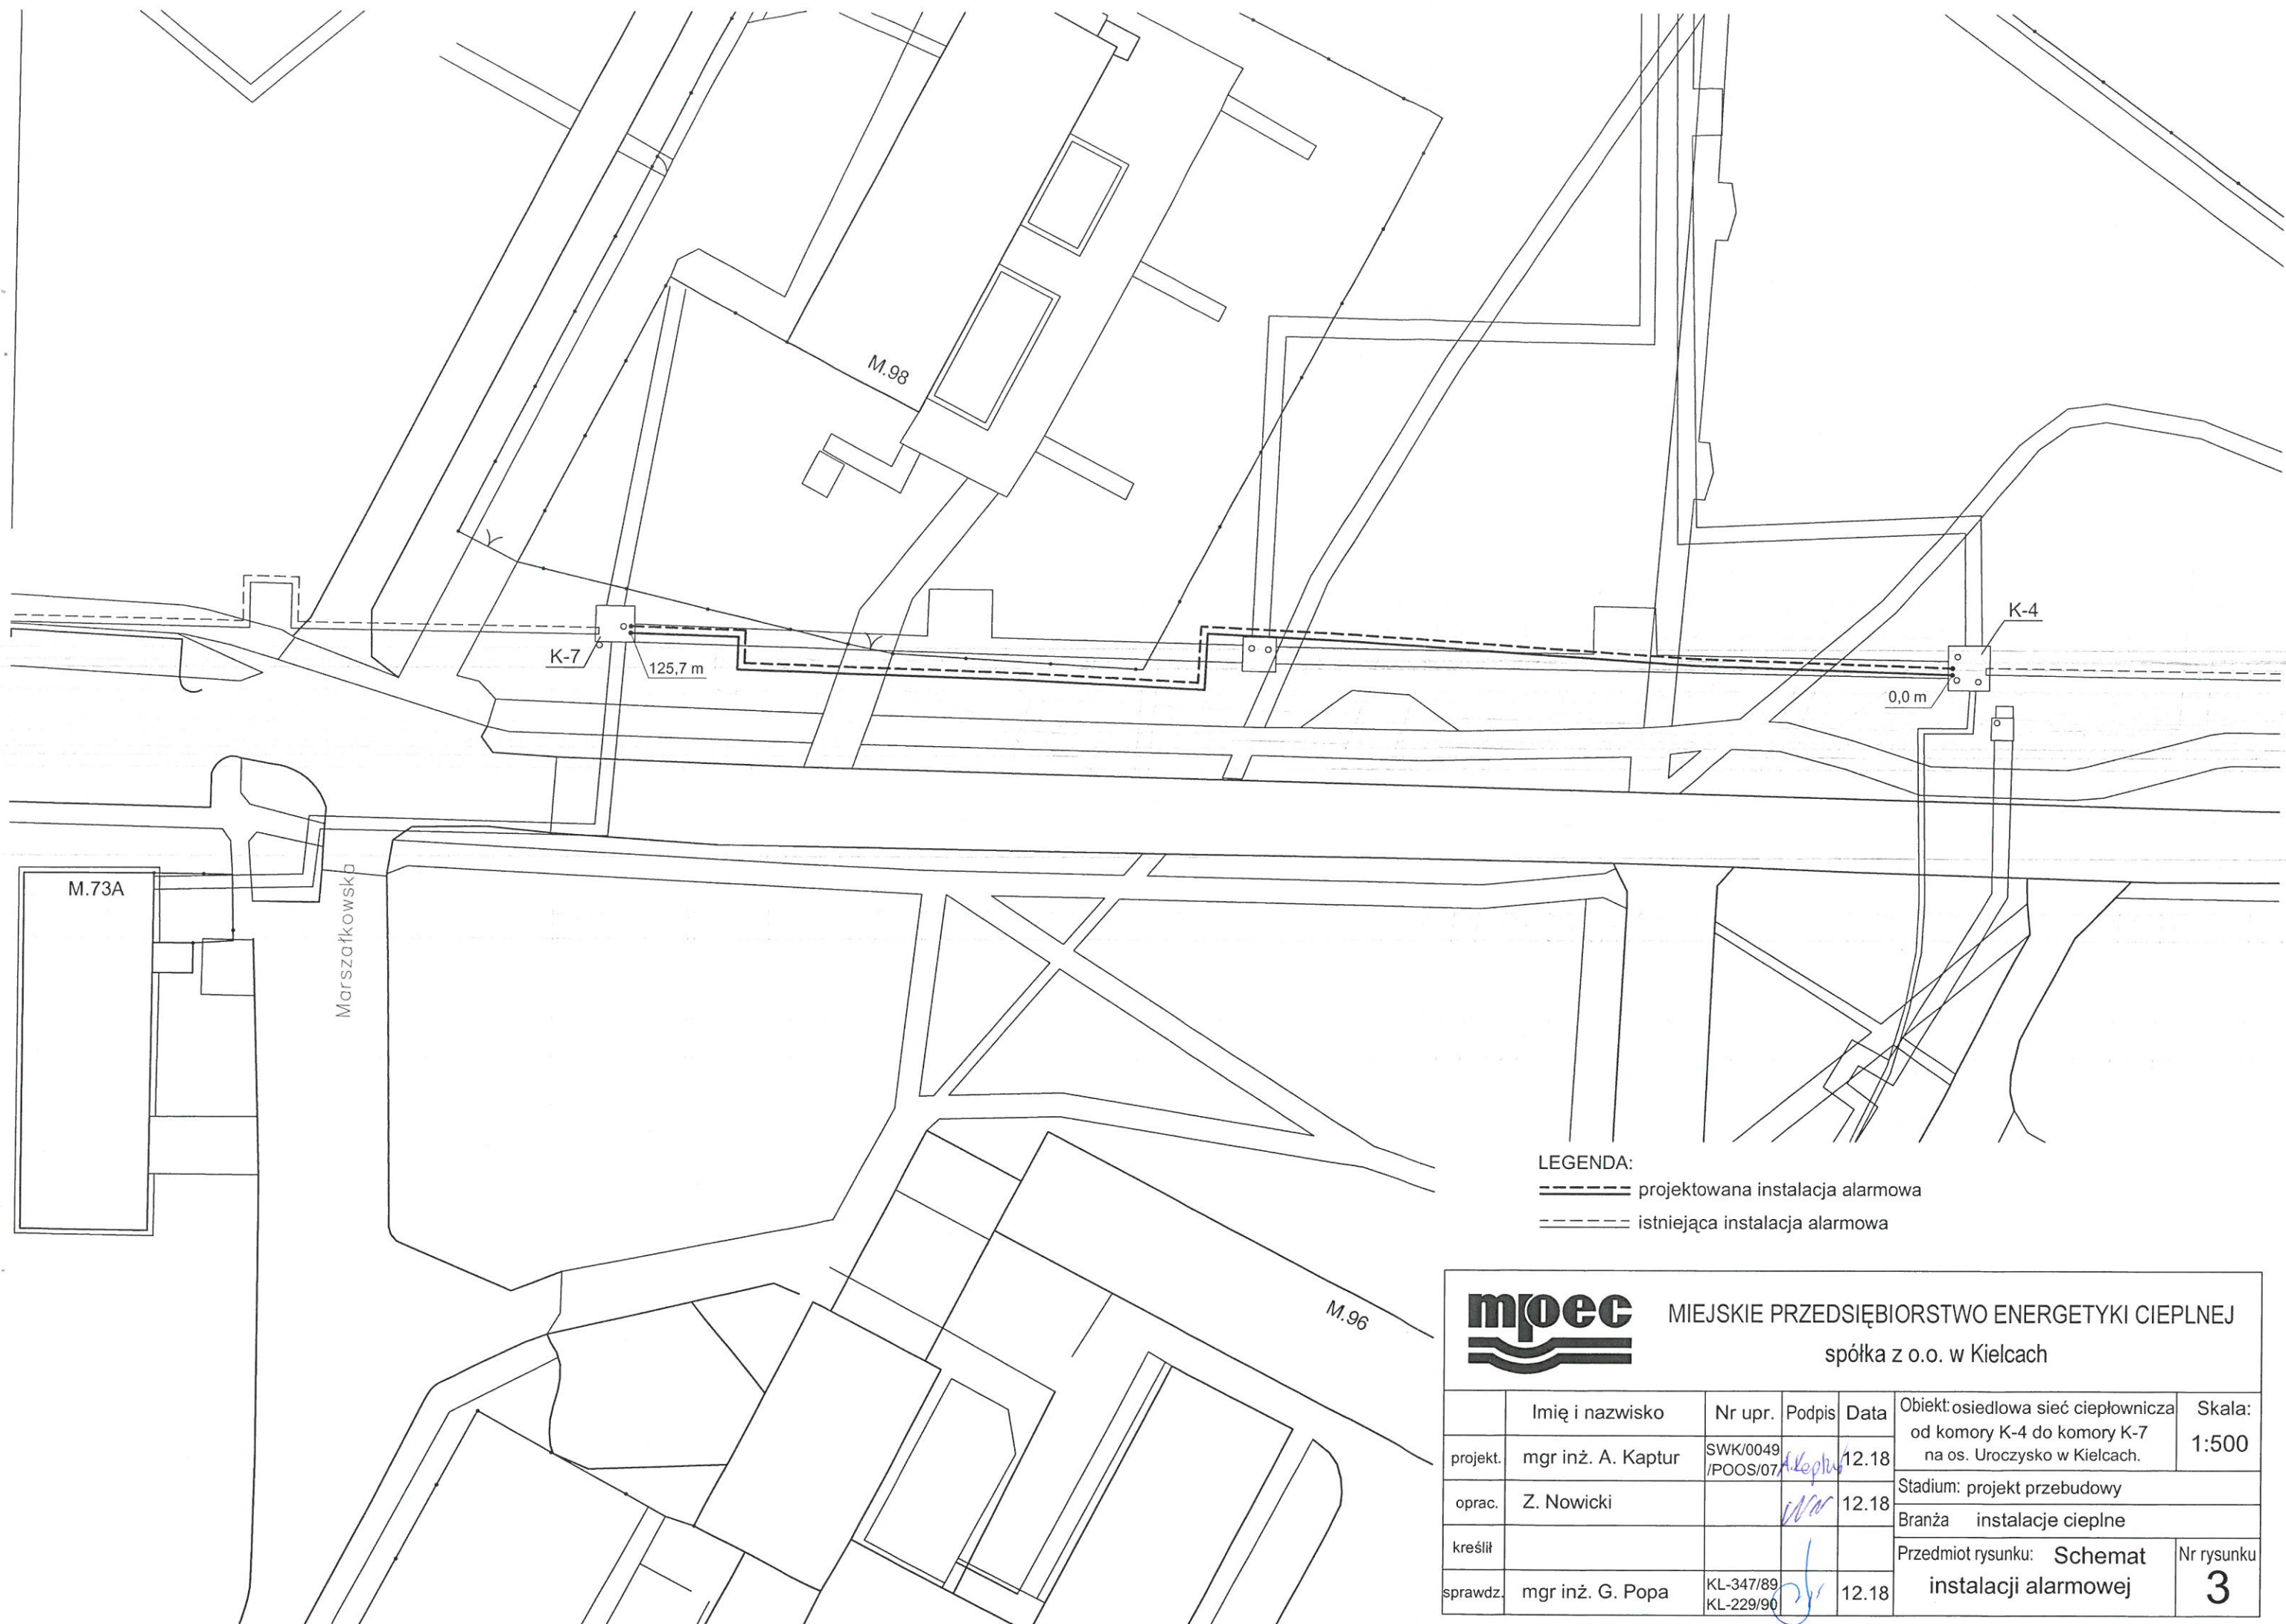 M.98
K-4
K-7
125,7 m
0,0 m
M.73A
Marszałkowska
M.96
LEGENDA:
projektowana instalacja alarmowa
istniejąca instalacja alarmowa
mpec
MIEJSKIE PRZEDSIĘBIORSTWO ENERGETYKI CIEPLNEJ
spółka z o.o. w Kielcach
Imię i nazwisko
Nr upr.
Podpis
Data
projekt.
mgr inż. A. Kaptur
SWK/0049
/POOS/07
12.18
oprac.
Z. Nowicki
12.18
kreślił
sprawdz.
mgr inż. G. Popa
KL-347/89
KL-229/90
12.18
Obiekt: osiedlowa sieć ciepłownicza
od komory K-4 do komory K-7
na os. Uroczysko w Kielcach.
Skala:
1:500
Stadium: projekt przebudowy
Branża instalacje cieplne
Przedmiot rysunku: Schemat
instalacji alarmowej
Nr rysunku
3